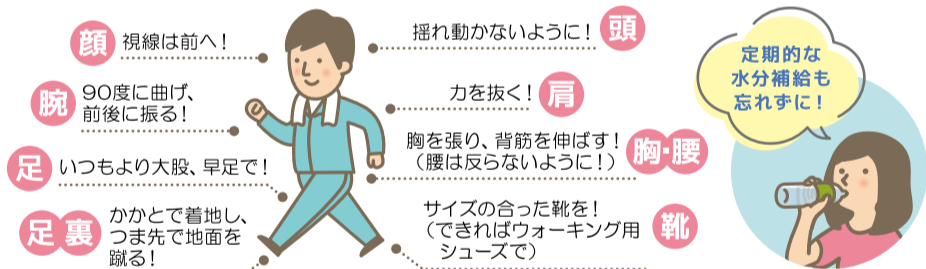 顔 視線は前へ!
腕 90度に曲げ、
前後に振る!
足 いつもより大股、早足で!
足裏 かかとで着地し、
つま先で地面を
蹴る!
揺れ動かないように! 頭
力を抜く! 肩
胸を張り、背筋を伸ばす! 胸・腰
(腰は反らないように!)
サイズの合った靴を! 靴
(できればウォーキング用
シューズで)
定期的な
水分補給も
忘れずに!